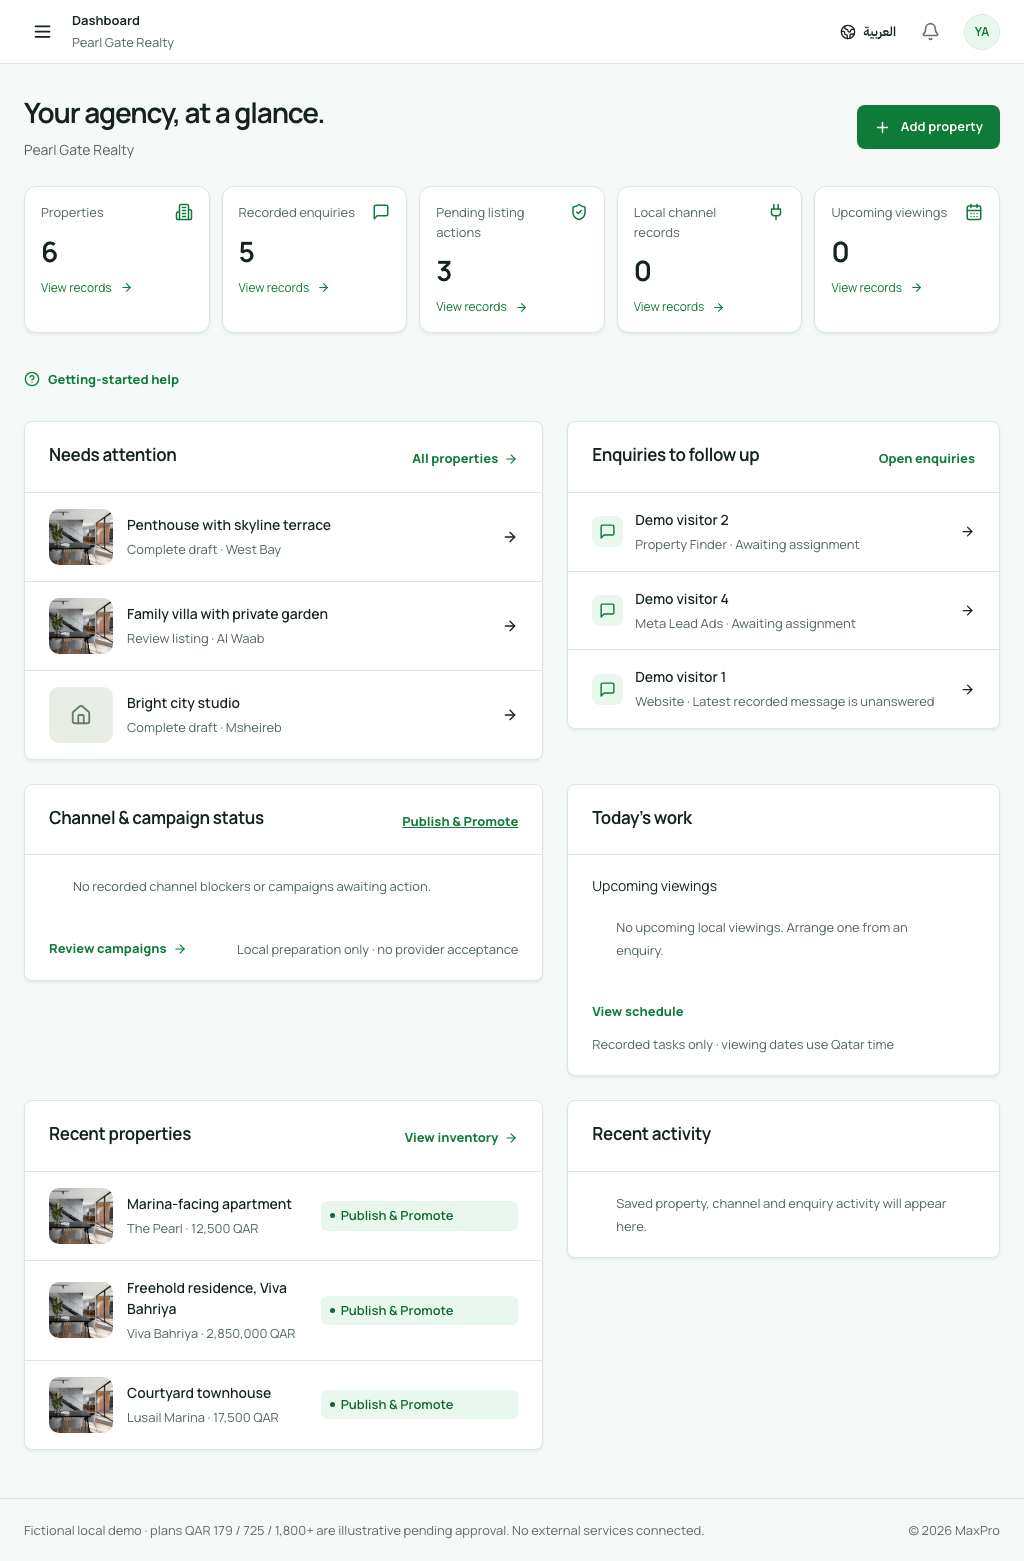 Dashboard
Pearl Gate Realty
العربية
YA
Your agency, at a glance.
Pearl Gate Realty
Add property
Properties
6
View records
Recorded enquiries
5
View records
Pending listing
actions
3
View records
Local channel
records
0
View records
Upcoming viewings
0
View records
Getting-started help
Needs attention
All properties
Penthouse with skyline terrace
Complete draft · West Bay
Family villa with private garden
Review listing · Al Waab
Bright city studio
Complete draft · Msheireb
Enquiries to follow up
Open enquiries
Demo visitor 2
Property Finder · Awaiting assignment
Demo visitor 4
Meta Lead Ads · Awaiting assignment
Demo visitor 1
Website · Latest recorded message is unanswered
Channel & campaign status
Publish & Promote
No recorded channel blockers or campaigns awaiting action.
Review campaigns
Local preparation only · no provider acceptance
Today's work
Upcoming viewings
No upcoming local viewings. Arrange one from an
enquiry.
View schedule
Recorded tasks only · viewing dates use Qatar time
Recent properties
View inventory
Marina-facing apartment
The Pearl · 12,500 QAR
Publish & Promote
Freehold residence, Viva
Bahriya
Viva Bahriya · 2,850,000 QAR
Publish & Promote
Courtyard townhouse
Lusail Marina · 17,500 QAR
Publish & Promote
Recent activity
Saved property, channel and enquiry activity will appear
here.
Fictional local demo · plans QAR 179 / 725 / 1,800+ are illustrative pending approval. No external services connected.
© 2026 MaxPro